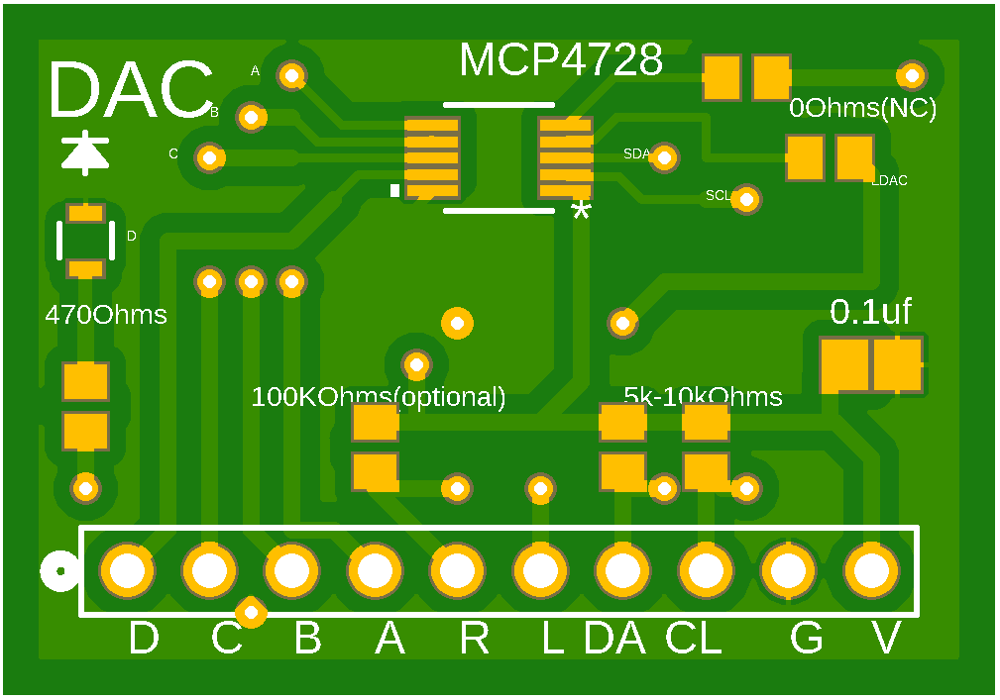 DAC
A
B
C
MCP4728
0Ohms(NC)
SDA
LDAC
SCL
*
D
470Ohms
0.1uf
100KOhms(optional)
5k-10kOhms
D C B A R L DA CL G V